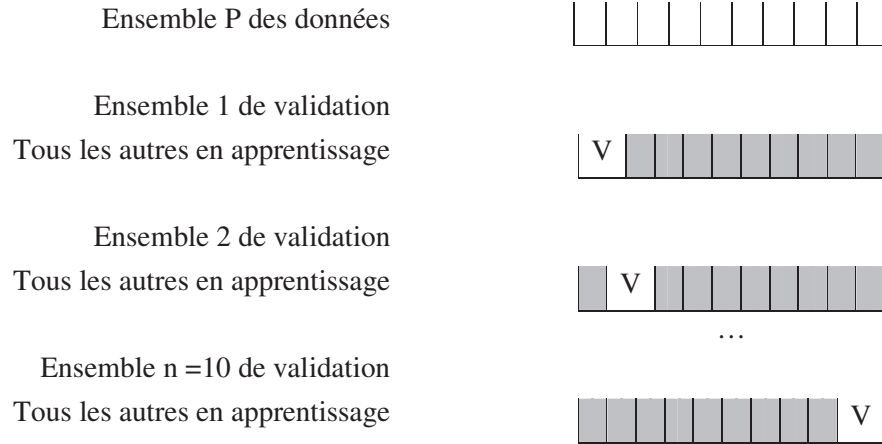 Ensemble P des données
Ensemble 1 de validation
Tous les autres en apprentissage
V
Ensemble 2 de validation
Tous les autres en apprentissage
V
…
Ensemble n =10 de validation
Tous les autres en apprentissage
V